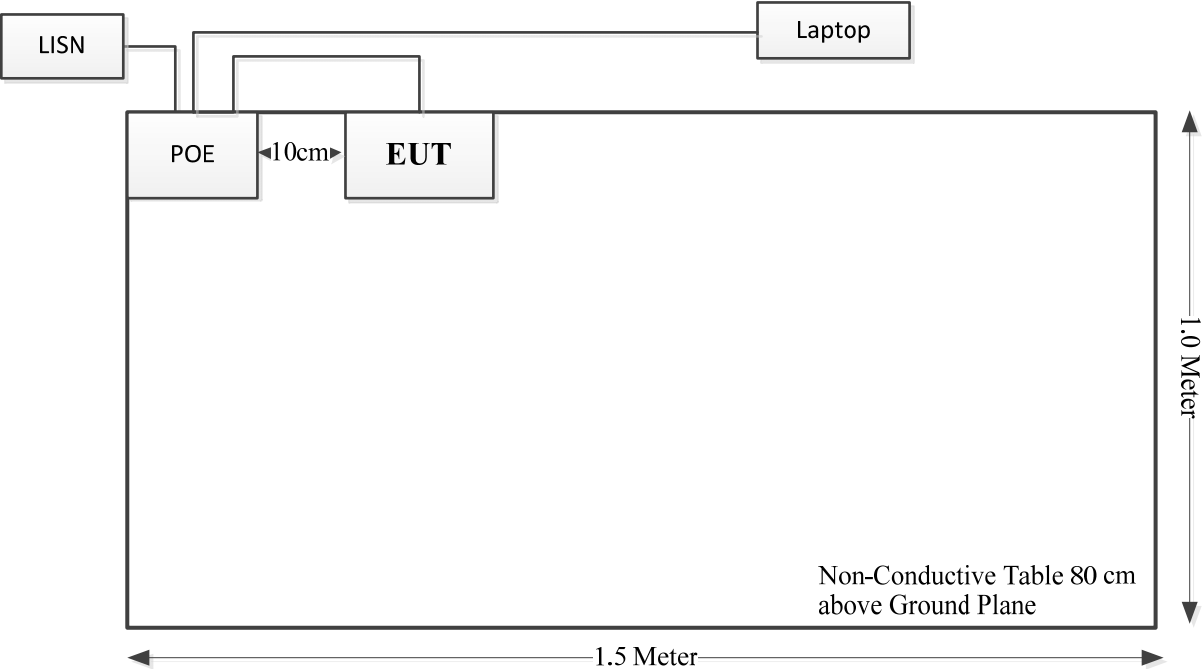 LISN
Laptop
POE
10cm
EUT
1.0 Meter
Non-Conductive Table 80 cm
above Ground Plane
1.5 Meter